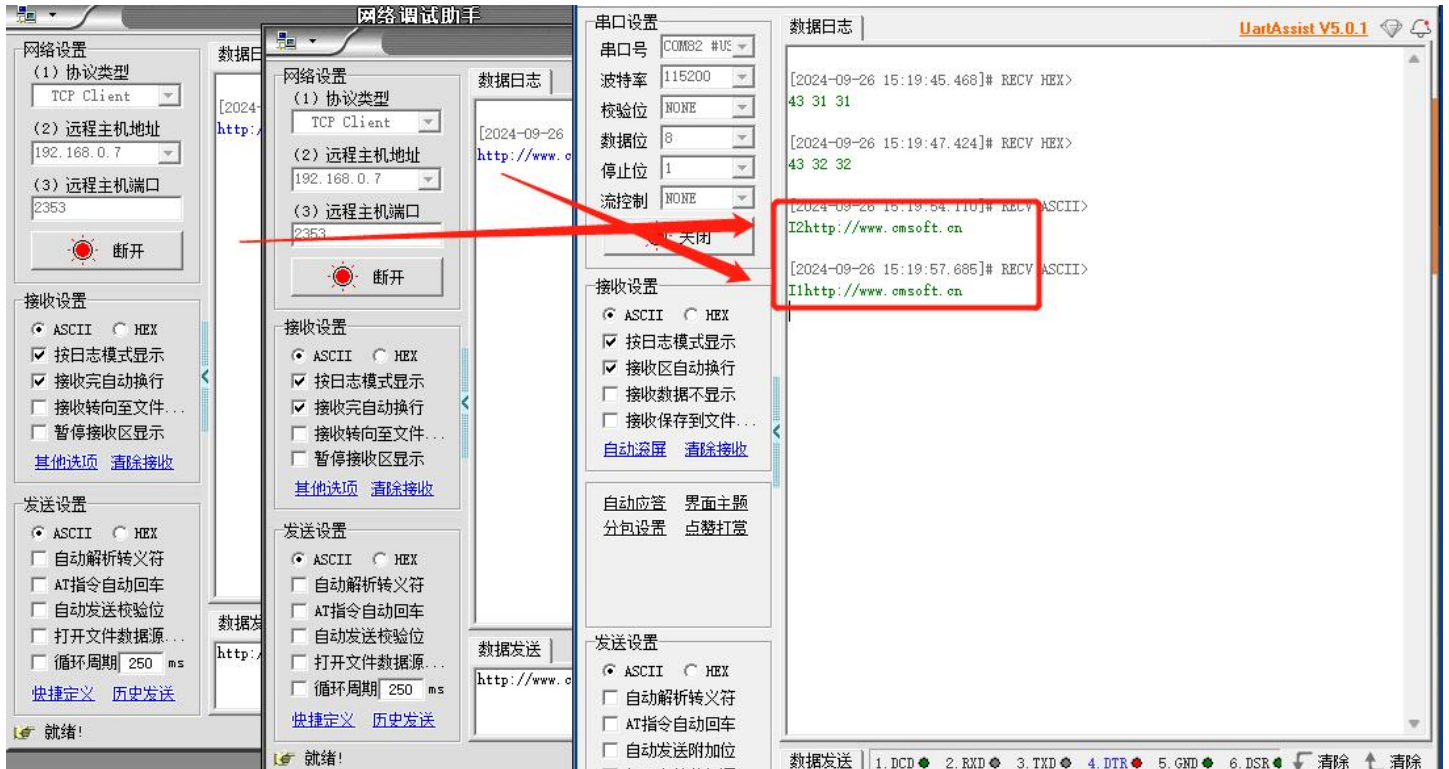 网络调试助手
网络设置
(1) 协议类型
TCP Client
(2) 远程主机地址
192.168.0.7
(3) 远程主机端口
2353
断开
接收设置
ASCII HEX
按日志模式显示
接收完自动换行
接收转向至文件...
暂停接收区显示
其他选项 清除接收
发送设置
ASCII HEX
自动解析转义符
AT指令自动回车
自动发送校验位
打开文件数据源...
循环周期 250 ms
快捷定义 历史发送
就绪!
数据
[2024-
http:/
数据发
http:/
网络设置
(1) 协议类型
TCP Client
(2) 远程主机地址
192.168.0.7
(3) 远程主机端口
2353
断开
接收设置
ASCII HEX
按日志模式显示
接收完自动换行
接收转向至文件...
暂停接收区显示
其他选项 清除接收
发送设置
ASCII HEX
自动解析转义符
AT指令自动回车
自动发送校验位
打开文件数据源...
循环周期 250 ms
快捷定义 历史发送
就绪!
数据日志
[2024-09-26
http://www.c
数据发送
http://www.c
串口设置
串口号 COM82 #US
波特率 115200
校验位 NONE
数据位 8
停止位 1
流控制 NONE
关闭
接收设置
ASCII HEX
按日志模式显示
接收区自动换行
接收数据不显示
接收保存到文件...
自动滚屏 清除接收
自动应答 界面主题
分包设置 点赞打赏
发送设置
ASCII HEX
自动解析转义符
AT指令自动回车
自动发送附加位
数据日志
UartAssist V5.0.1
[2024-09-26 15:19:45.468]# RECV HEX>
43 31 31
[2024-09-26 15:19:47.424]# RECV HEX>
43 32 32
[2024-09-26 15:19:54.110]# RECV ASCII>
I2http://www.cmsoft.cn
[2024-09-26 15:19:57.685]# RECV ASCII>
I1http://www.cmsoft.cn
数据发送 1.DCD 2.RXD 3.TXD 4.DTR 5.GND 6.DSR 清除 清除